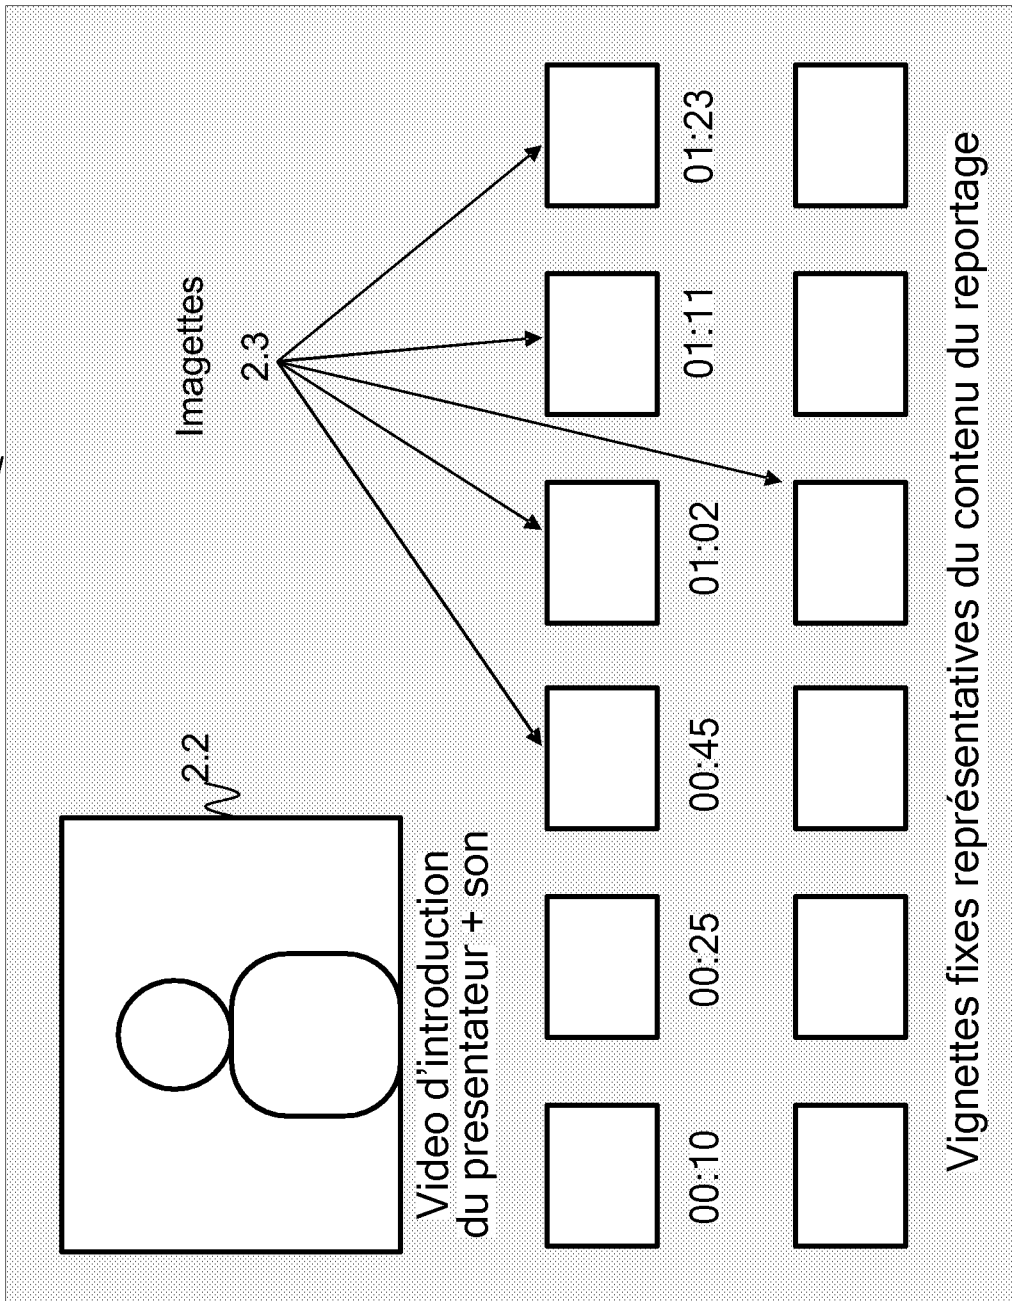 2.2
Imagettes
2.3
Video d'introduction
du presentateur + son
00:10
00:25
00:45
01:02
01:11
01:23
Vignettes fixes représentatives du contenu du reportage